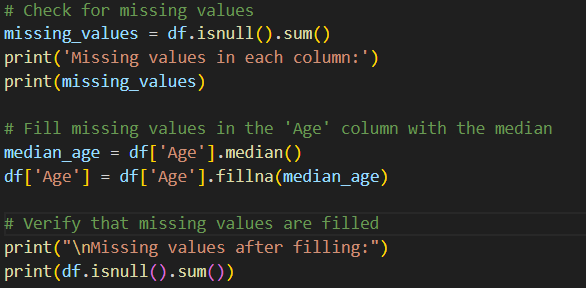 # Check for missing values
missing_values = df.isnull().sum()
print('Missing values in each column:')
print(missing_values)
# Fill missing values in the 'Age' column with the median
median_age = df['Age'].median()
df['Age'] = df['Age'].fillna(median_age)
# Verify that missing values are filled
print("\nMissing values after filling:")
print(df.isnull().sum())